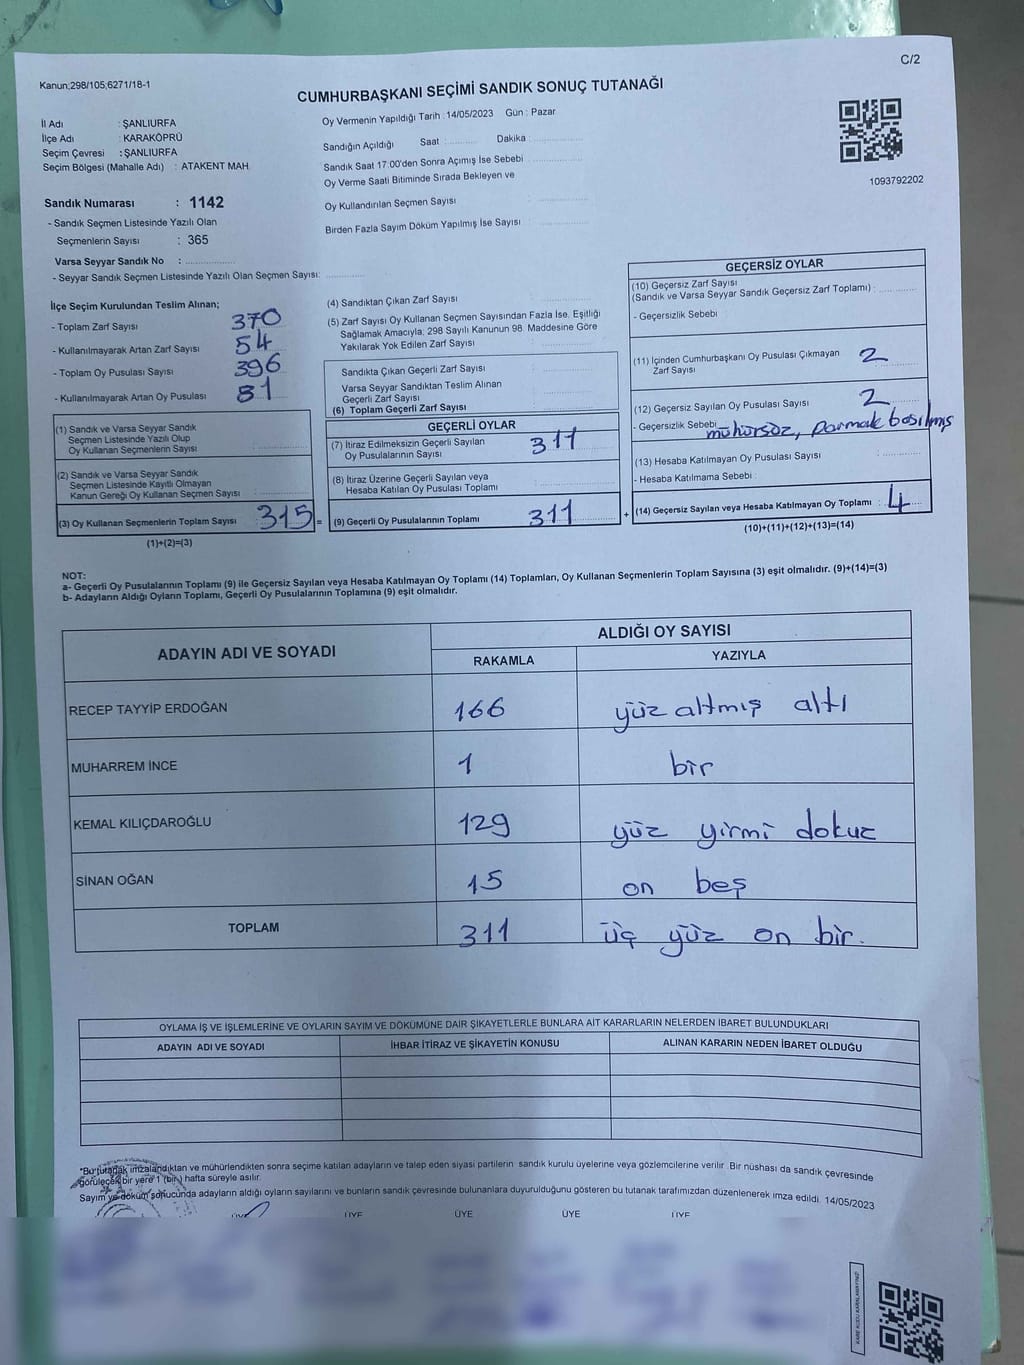 C/2
Kanun;298/105;6271/18-1
CUMHURBAŞKANI SEÇİMİ SANDIK SONUÇ TUTANAĞI
İl Adı : ŞANLIURFA
İlçe Adı : KARAKÖPRÜ
Seçim Çevresi : ŞANLIURFA
Seçim Bölgesi (Mahalle Adı) : ATAKENT MAH.
Sandık Numarası : 1142
- Sandık Seçmen Listesinde Yazılı Olan
Seçmenlerin Sayısı : 365
Varsa Seyyar Sandık No :
- Seyyar Sandık Seçmen Listesinde Yazılı Olan Seçmen Sayısı:
Oy Vermenin Yapıldığı Tarih : 14/05/2023 Gün : Pazar
Sandığın Açıldığı Saat : Dakika :
Sandık Saat 17:00'den Sonra Açımış İse Sebebi :
Oy Verme Saati Bitiminde Sırada Bekleyen ve
Oy Kullandırılan Seçmen Sayısı :
Birden Fazla Sayım Döküm Yapılmış İse Sayısı :
1093792202
İlçe Seçim Kurulundan Teslim Alınan;
- Toplam Zarf Sayısı 370
- Kullanılmayarak Artan Zarf Sayısı 54
- Toplam Oy Pusulası Sayısı 396
- Kullanılmayarak Artan Oy Pusulası 81
(1) Sandık ve Varsa Seyyar Sandık
Seçmen Listesinde Yazılı Olup
Oy Kullanan Seçmenlerin Sayısı :
(2) Sandık ve Varsa Seyyar Sandık
Seçmen Listesinde Kayıtlı Olmayan
Kanun Gereği Oy Kullanan Seçmen Sayısı :
(3) Oy Kullanan Seçmenlerin Toplam Sayısı : 315 =
(1)+(2)=(3)
(4) Sandıktan Çıkan Zarf Sayısı :
(5) Zarf Sayısı Oy Kullanan Seçmen Sayısından Fazla İse, Eşitliği
Sağlamak Amacıyla, 298 Sayılı Kanunun 98. Maddesine Göre
Yakılarak Yok Edilen Zarf Sayısı :
Sandıkta Çıkan Geçerli Zarf Sayısı :
Varsa Seyyar Sandıktan Teslim Alınan
Geçerli Zarf Sayısı :
(6) Toplam Geçerli Zarf Sayısı :
GEÇERLİ OYLAR
(7) İtiraz Edilmeksizin Geçerli Sayılan
Oy Pusulalarının Sayısı : 311
(8) İtiraz Üzerine Geçerli Sayılan veya
Hesaba Katılan Oy Pusulası Toplamı :
(9) Geçerli Oy Pusulalarının Toplamı : 311 +
GEÇERSİZ OYLAR
(10) Geçersiz Zarf Sayısı
(Sandık ve Varsa Seyyar Sandık Geçersiz Zarf Toplamı) :
- Geçersizlik Sebebi :
(11) İçinden Cumhurbaşkanı Oy Pusulası Çıkmayan
Zarf Sayısı : 2
(12) Geçersiz Sayılan Oy Pusulası Sayısı : 2
- Geçersizlik Sebebi mühürsüz, parmak basılmış
(13) Hesaba Katılmayan Oy Pusulası Sayısı :
- Hesaba Katılmama Sebebi :
(14) Geçersiz Sayılan veya Hesaba Katılmayan Oy Toplamı : 4
(10)+(11)+(12)+(13)=(14)
NOT:
a- Geçerli Oy Pusulalarının Toplamı (9) ile Geçersiz Sayılan veya Hesaba Katılmayan Oy Toplamı (14) Toplamları, Oy Kullanan Seçmenlerin Toplam Sayısına (3) eşit olmalıdır. (9)+(14)=(3)
b- Adayların Aldığı Oyların Toplamı, Geçerli Oy Pusulalarının Toplamına (9) eşit olmalıdır.
ADAYIN ADI VE SOYADI ALDIĞI OY SAYISI
RAKAMLA YAZIYLA
RECEP TAYYİP ERDOĞAN 166 yüz altmış altı
MUHARREM İNCE 1 bir
KEMAL KILIÇDAROĞLU 129 yüz yirmi dokuz
SİNAN OĞAN 15 on beş
TOPLAM 311 üç yüz on bir.
OYLAMA İŞ VE İŞLEMLERİNE VE OYLARIN SAYIM VE DÖKÜMÜNE DAİR ŞİKAYETLERLE BUNLARA AİT KARARLARIN NELERDEN İBARET BULUNDUKLARI
ADAYIN ADI VE SOYADI İHBAR İTİRAZ VE ŞİKAYETİN KONUSU ALINAN KARARIN NEDEN İBARET OLDUĞU
*Bu tutanak imzalandıktan ve mühürlendikten sonra seçime katılan adayların ve talep eden siyasi partilerin sandık kurulu üyelerine veya gözlemcilerine verilir. Bir nüshası da sandık çevresinde
görülecek bir yere 1 (bir) hafta süreyle asılır.
Sayım ve döküm sonucunda adayların aldığı oyların sayılarını ve bunların sandık çevresinde bulunanlara duyurulduğunu gösteren bu tutanak tarafımızdan düzenlenerek imza edildi. 14/05/2023
ÜYE ÜYE ÜYE ÜYE ÜYE